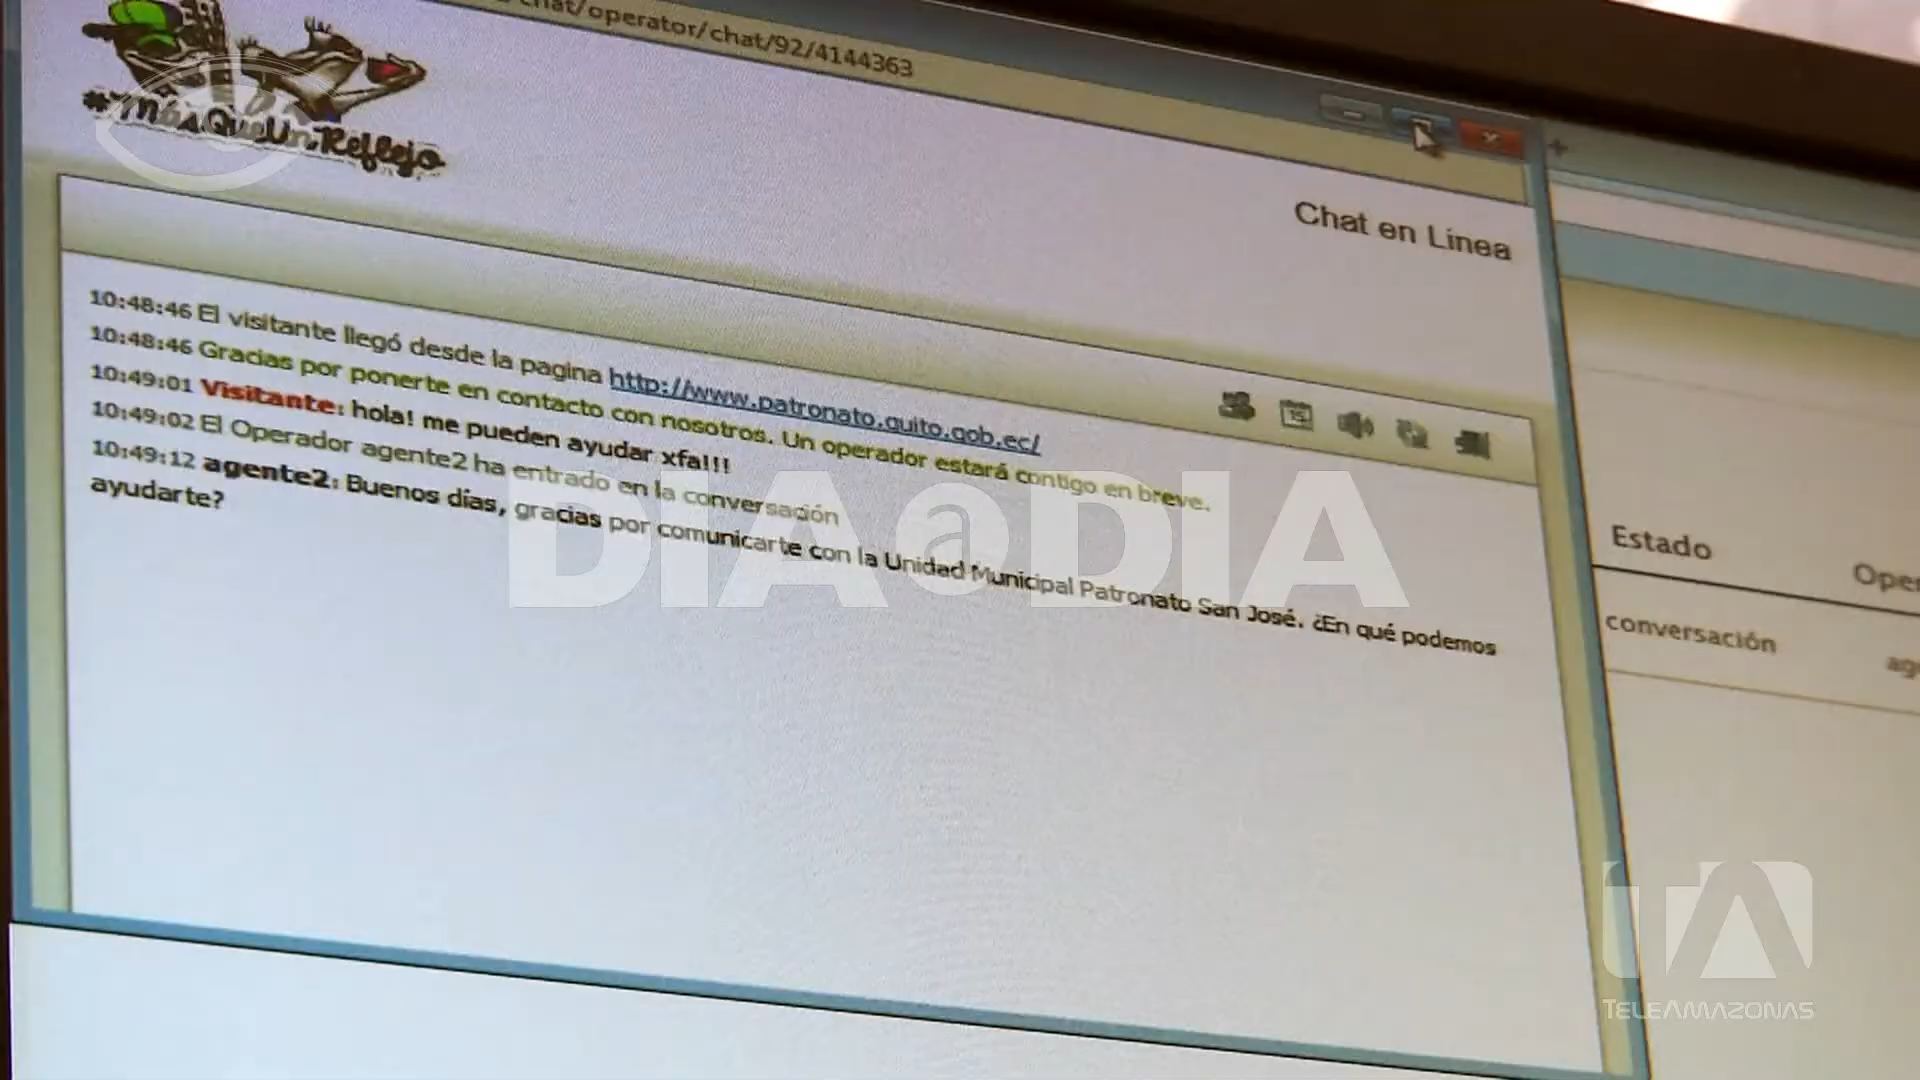 chat/operator/chat/92/4144363
#MásQueUnReflejo
Chat en Línea
10:48:46 El visitante llegó desde la pagina http://www.patronato.quito.gob.ec/
10:48:46 Gracias por ponerte en contacto con nosotros. Un operador estará contigo en breve.
10:49:01 Visitante: hola! me pueden ayudar xfa!!!
10:49:02 El Operador agente2 ha entrado en la conversación
10:49:12 agente2: Buenos días, gracias por comunicarte con la Unidad Municipal Patronato San José. ¿En qué podemos
ayudarte?
DIA@DIA
Estado
Oper
conversación
ag
15
TA
TELEAMAZONAS